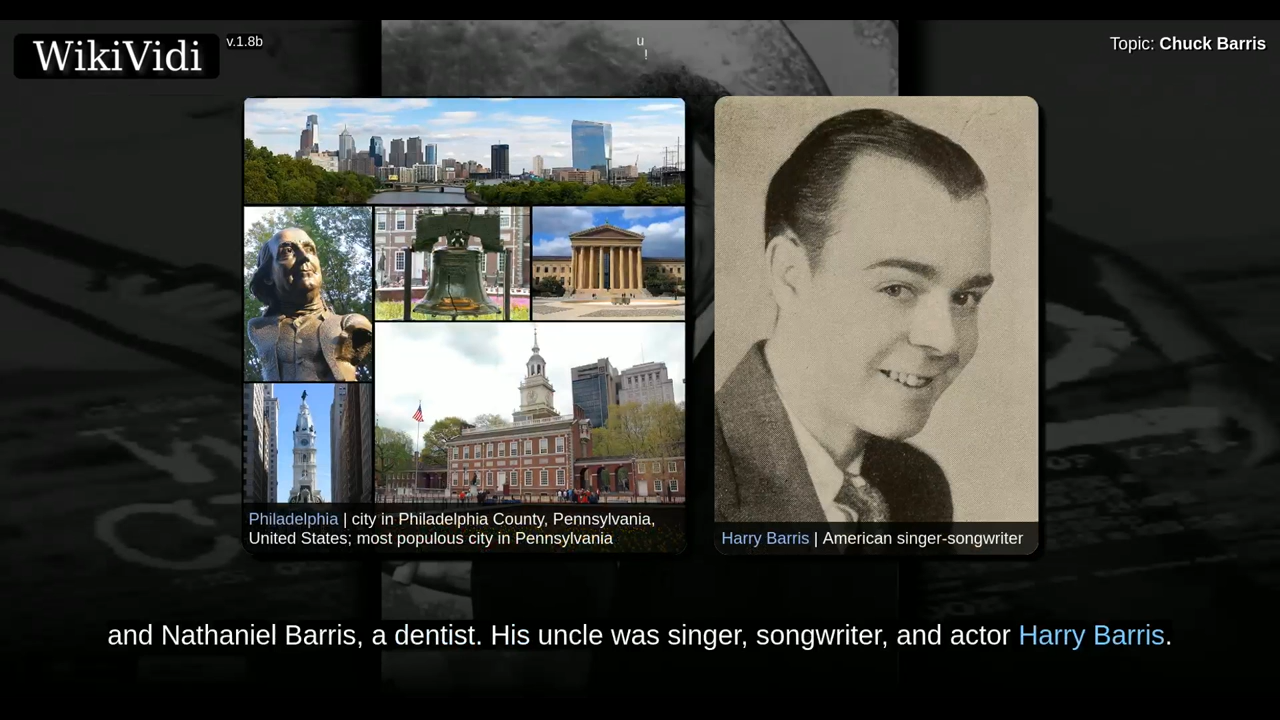 WikiVidi
v.1.8b
u
!
Topic: Chuck Barris
Philadelphia | city in Philadelphia County, Pennsylvania,
United States; most populous city in Pennsylvania
Harry Barris | American singer-songwriter
and Nathaniel Barris, a dentist. His uncle was singer, songwriter, and actor Harry Barris.